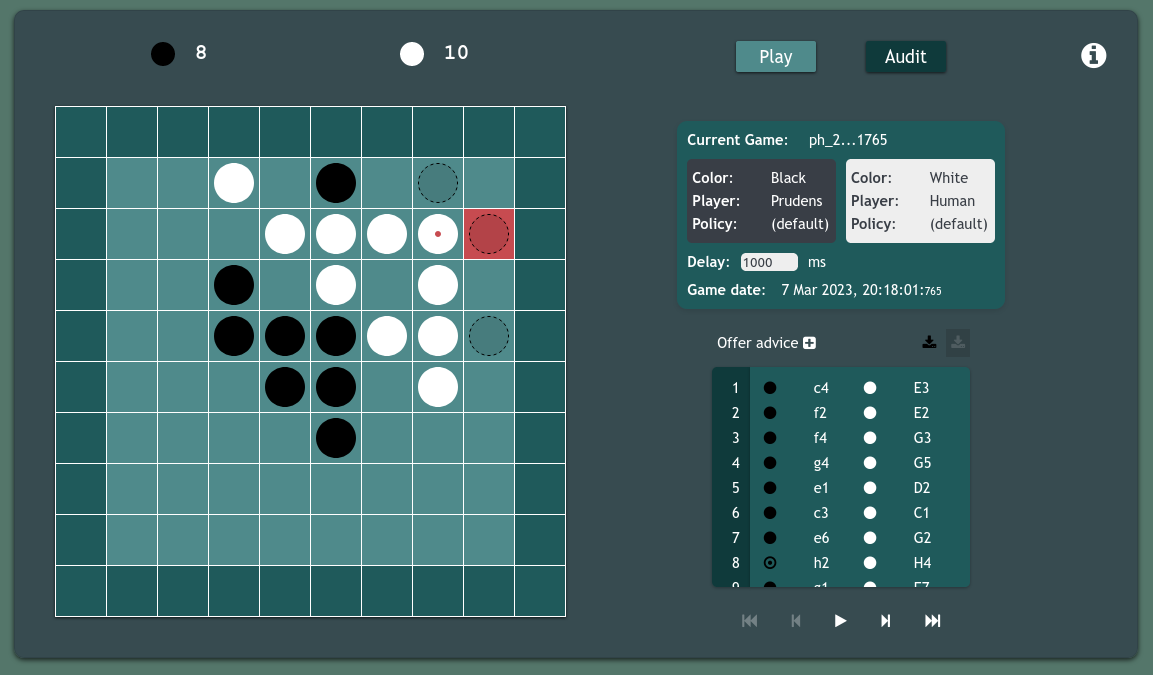 8 10 Play Audit
Current Game: ph_2...1765
Color: Black Color: White
Player: Prudens Player: Human
Policy: (default) Policy: (default)
Delay: 1000 ms
Game date: 7 Mar 2023, 20:18:01:765
Offer advice
1 c4 E3
2 f2 E2
3 f4 G3
4 g4 G5
5 e1 D2
6 c3 C1
7 e6 G2
8 h2 H4